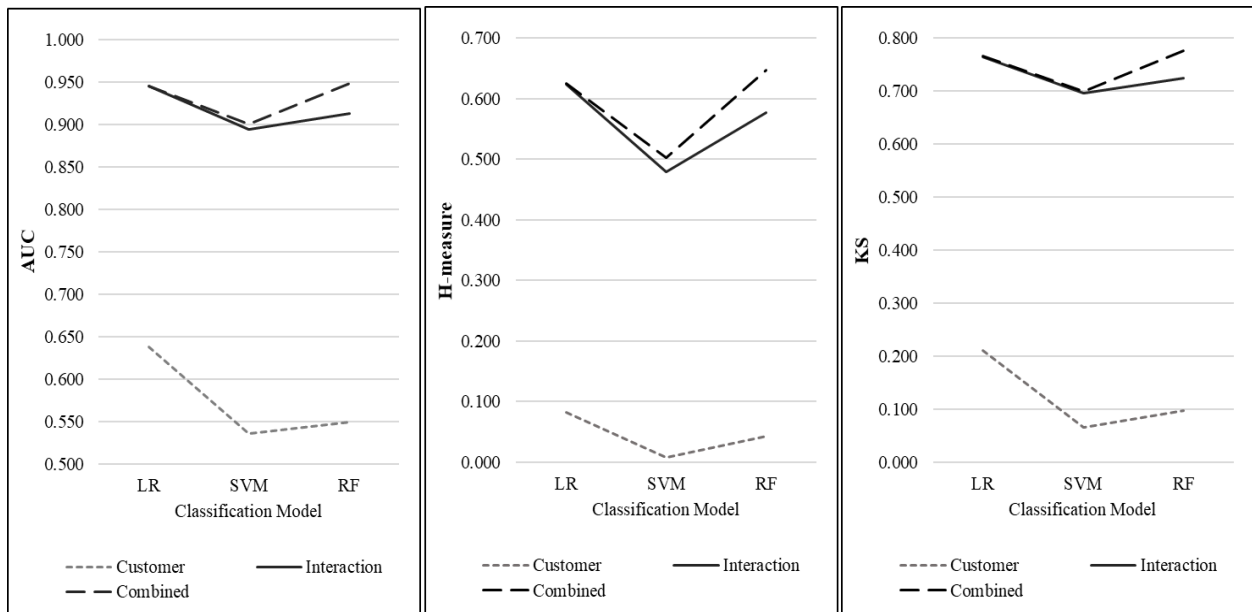 AUC
1.000
0.950
0.900
0.850
0.800
0.750
0.700
0.650
0.600
0.550
0.500
LR SVM RF
Classification Model
Customer Interaction
Combined
H-measure
0.700
0.600
0.500
0.400
0.300
0.200
0.100
0.000
LR SVM RF
Classification Model
Customer Interaction
Combined
KS
0.800
0.700
0.600
0.500
0.400
0.300
0.200
0.100
0.000
LR SVM RF
Classification Model
Customer Interaction
Combined